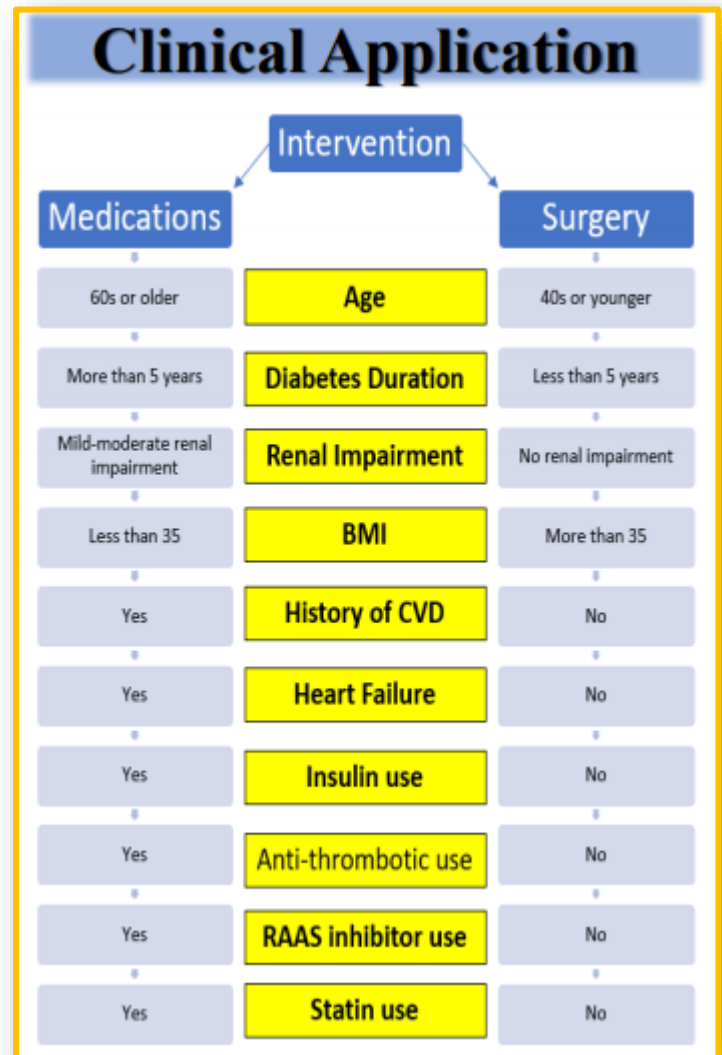 Clinical Application
Intervention
Medications
Surgery
60s or older
Age
40s or younger
More than 5 years
Diabetes Duration
Less than 5 years
Mild-moderate renal
impairment
Renal Impairment
No renal impairment
Less than 35
BMI
More than 35
Yes
History of CVD
No
Yes
Heart Failure
No
Yes
Insulin use
No
Yes
Anti-thrombotic use
No
Yes
RAAS inhibitor use
No
Yes
Statin use
No